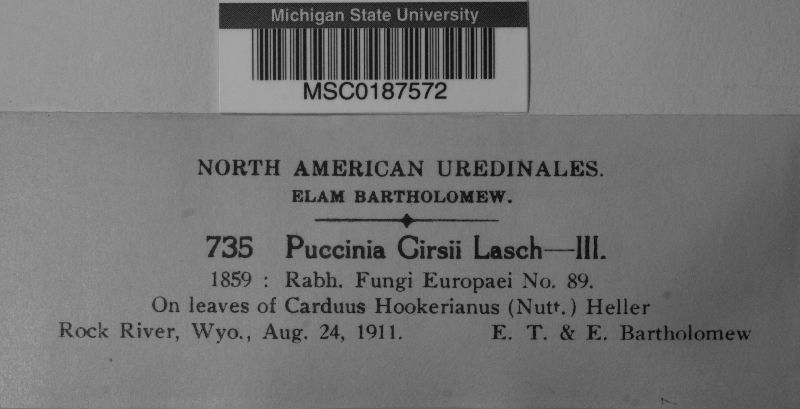 Michigan State University
MSC0187572
NORTH AMERICAN UREDINALES.
ELAM BARTHOLOMEW.
735 Puccinia Cirsii Lasch—III.
1859 : Rabh. Fungi Europaei No. 89.
On leaves of Carduus Hookerianus (Nutt.) Heller
Rock River, Wyo., Aug. 24, 1911. E. T. & E. Bartholomew